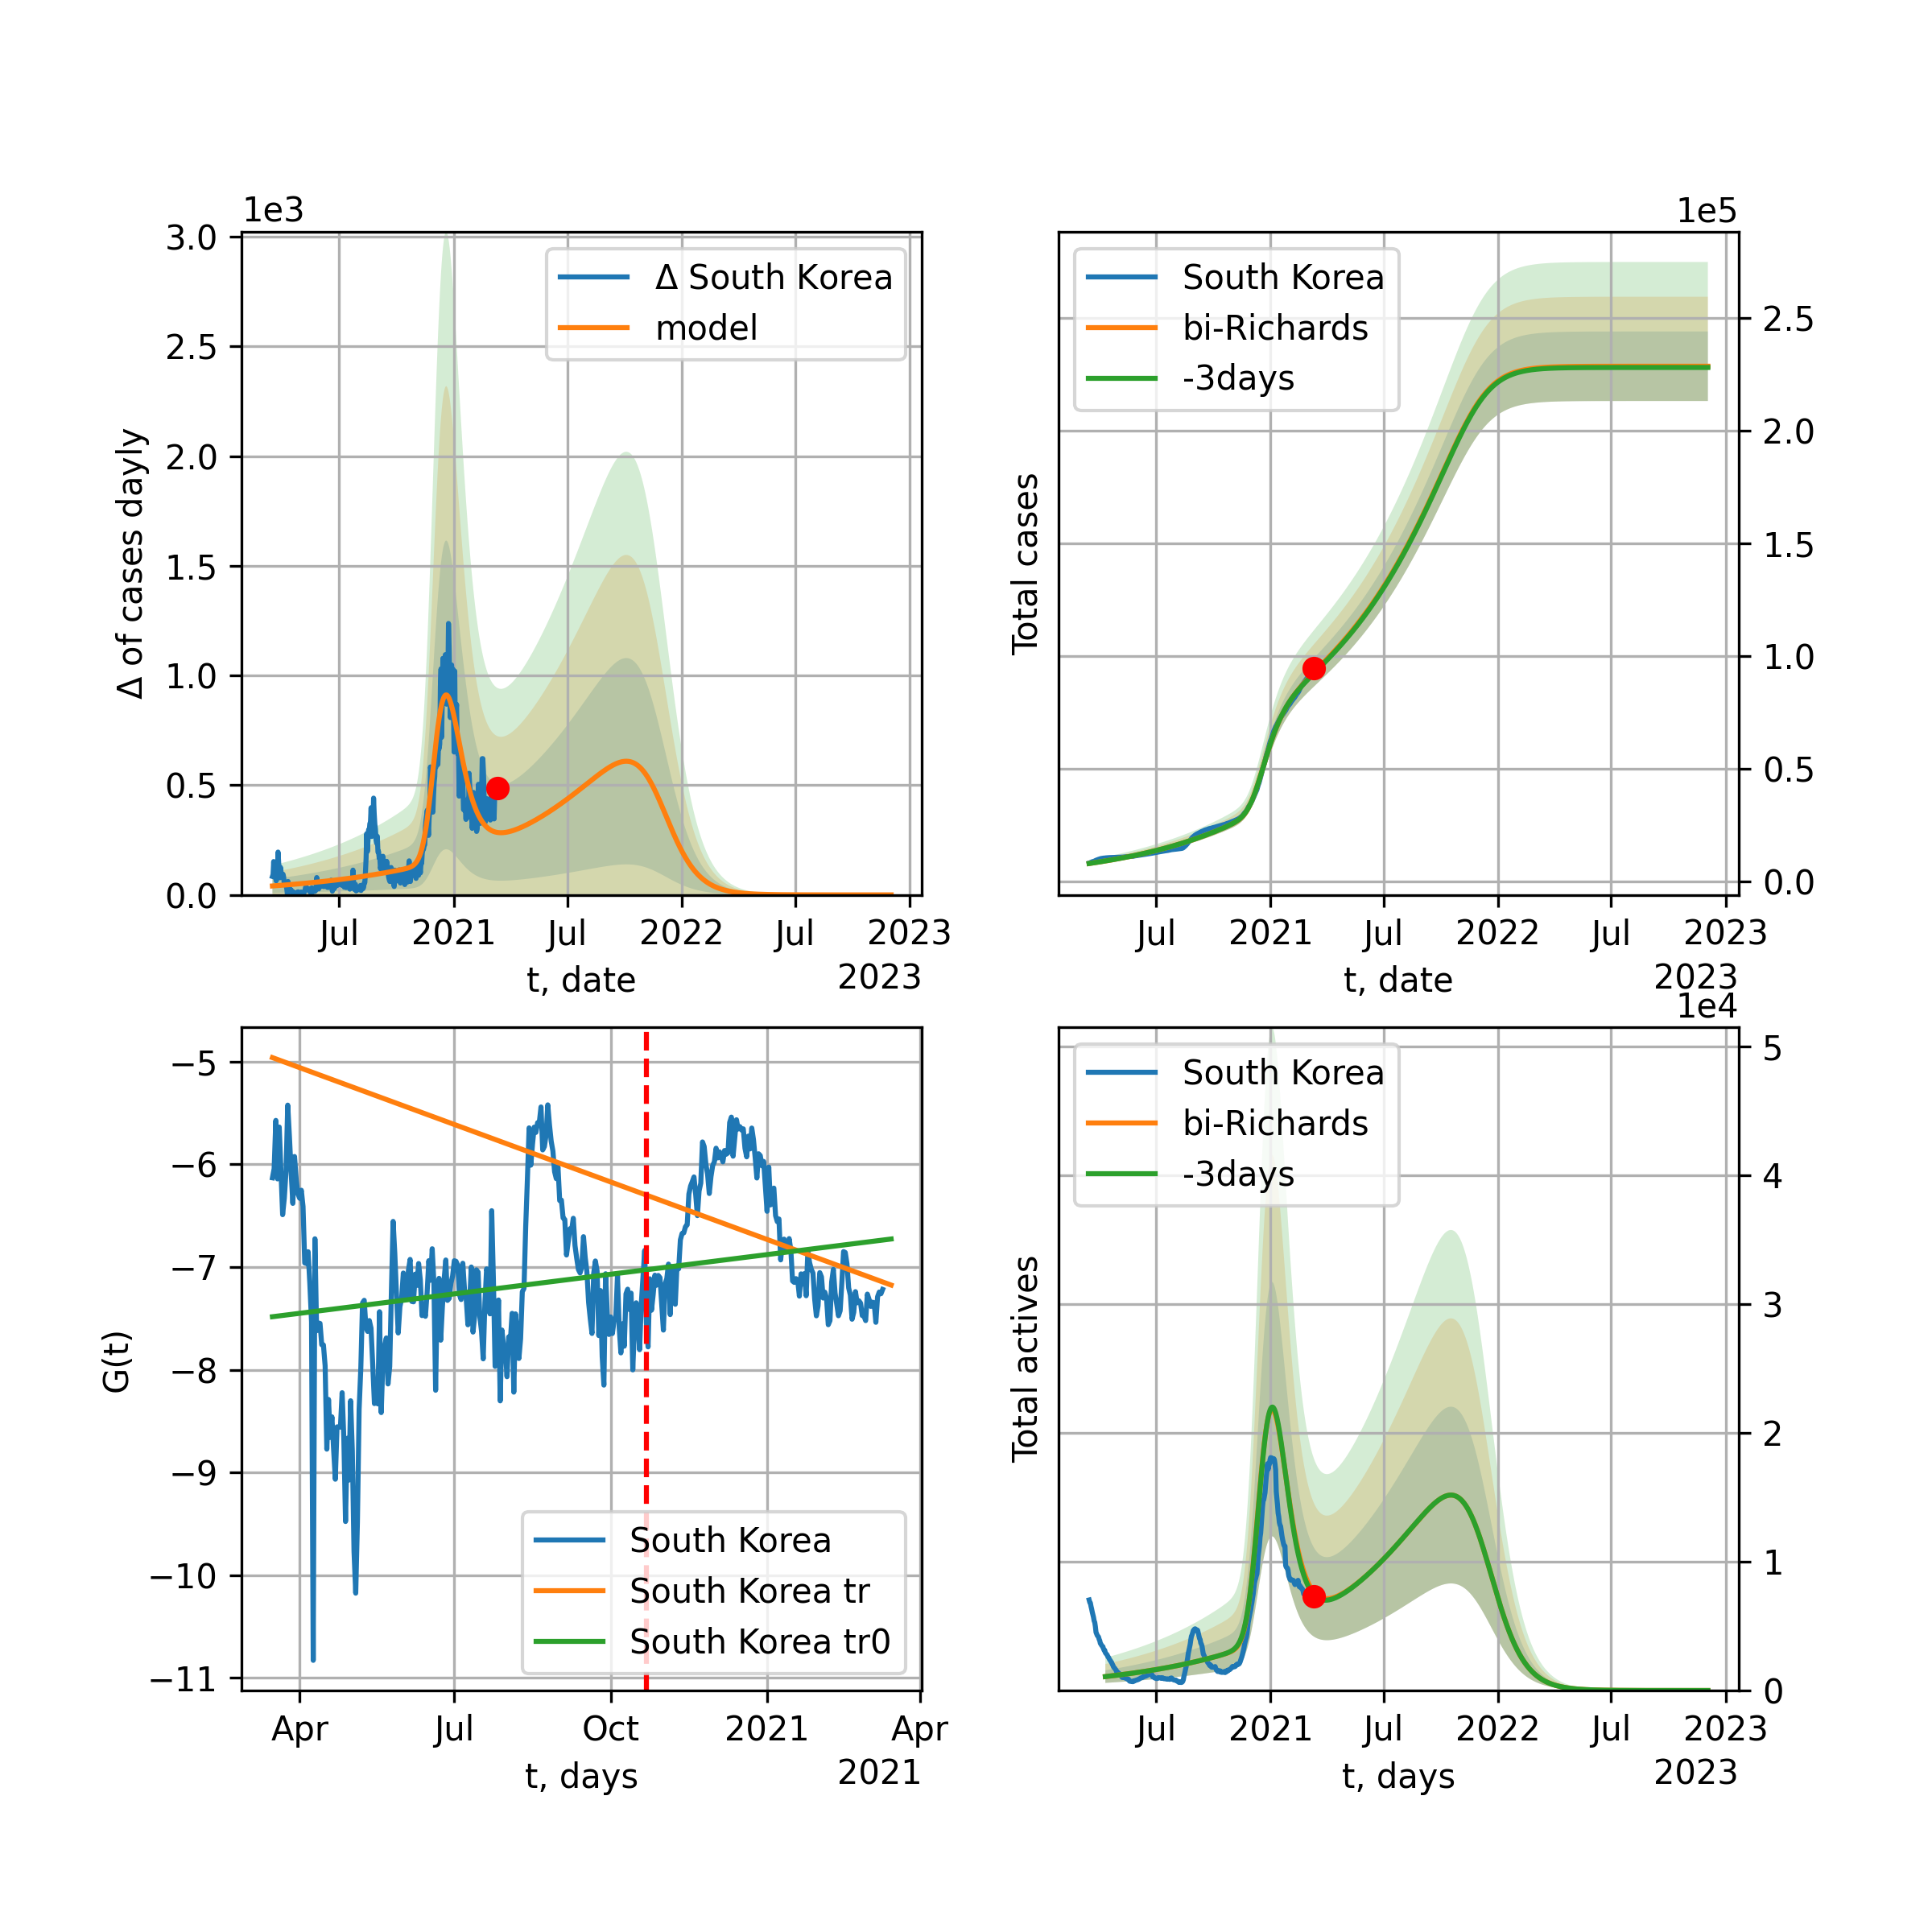 1e3
3.0
2.5
2.0
1.5
1.0
0.5
0.0
Δ of cases dayly
Δ South Korea
model
Jul 2021 Jul 2022 Jul 2023
t, date
2023
1e5
Total cases
South Korea
bi-Richards
-3days
2.5
2.0
1.5
1.0
0.5
0.0
Jul 2021 Jul 2022 Jul 2023
t, date
2023
−5
−6
−7
−8
−9
−10
−11
G(t)
South Korea
South Korea tr
South Korea tr0
Apr Jul Oct 2021 Apr
t, days
2021
1e4
Total actives
South Korea
bi-Richards
-3days
5
4
3
2
1
0
Jul 2021 Jul 2022 Jul 2023
t, days
2023